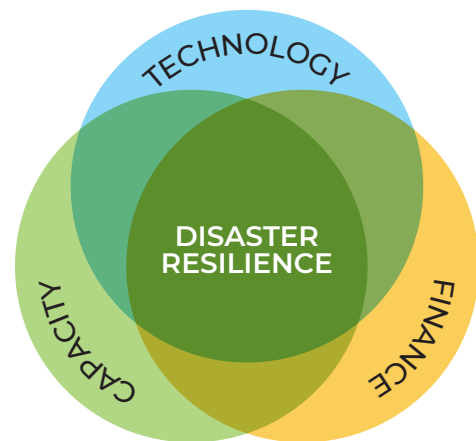 TECHNOLOGY
DISASTER
RESILIENCE
CAPACITY
FINANCE